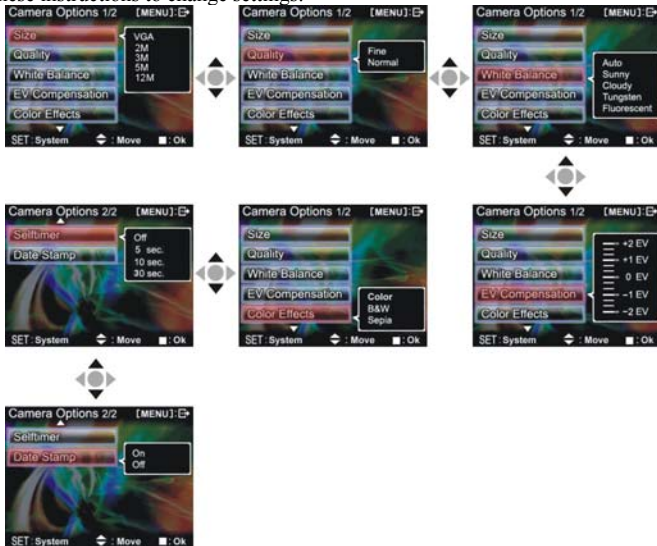 these instructions to change settings.
Camera Options 1/2 [MENU]:
Size
VGA
2M
3M
5M
12M
Quality
White Balance
EV Compensation
Color Effects
SET:System : Move : Ok
Camera Options 1/2 [MENU]:
Size
Quality
Fine
Normal
White Balance
EV Compensation
Color Effects
SET:System : Move : Ok
Camera Options 1/2 [MENU]:
Size
Quality
White Balance
Auto
Sunny
Cloudy
Tungsten
Fluorescent
EV Compensation
Color Effects
SET:System : Move : Ok
Camera Options 2/2 [MENU]:
Selftimer
Off
5 sec.
10 sec.
30 sec.
Date Stamp
SET:System : Move : Ok
Camera Options 1/2 [MENU]:
Size
Quality
White Balance
EV Compensation
Color Effects
Color
B&W
Sepia
SET:System : Move : Ok
Camera Options 1/2 [MENU]:
Size
Quality
White Balance
EV Compensation
+2 EV
+1 EV
0 EV
-1 EV
-2 EV
Color Effects
SET:System : Move : Ok
Camera Options 2/2 [MENU]:
Selftimer
Date Stamp
On
Off
SET:System : Move : Ok